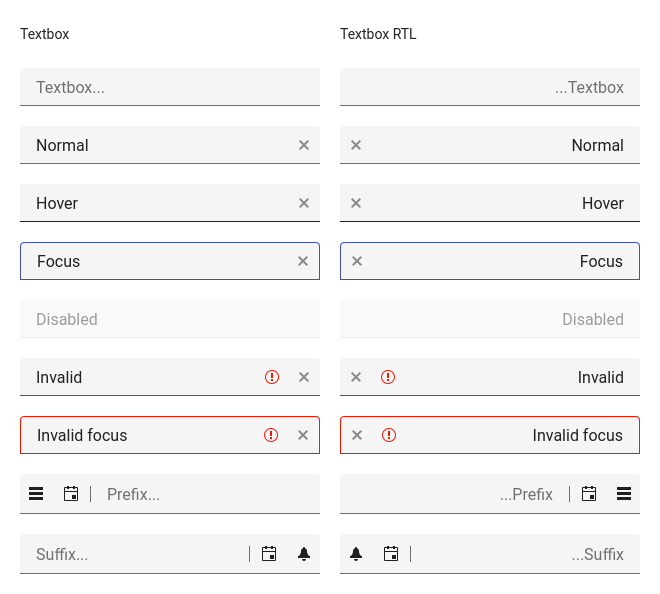 Textbox
Textbox RTL
Textbox...
...Textbox
Normal
Normal
Hover
Hover
Focus
Focus
Disabled
Disabled
Invalid
Invalid
Invalid focus
Invalid focus
Prefix...
...Prefix
Suffix...
...Suffix